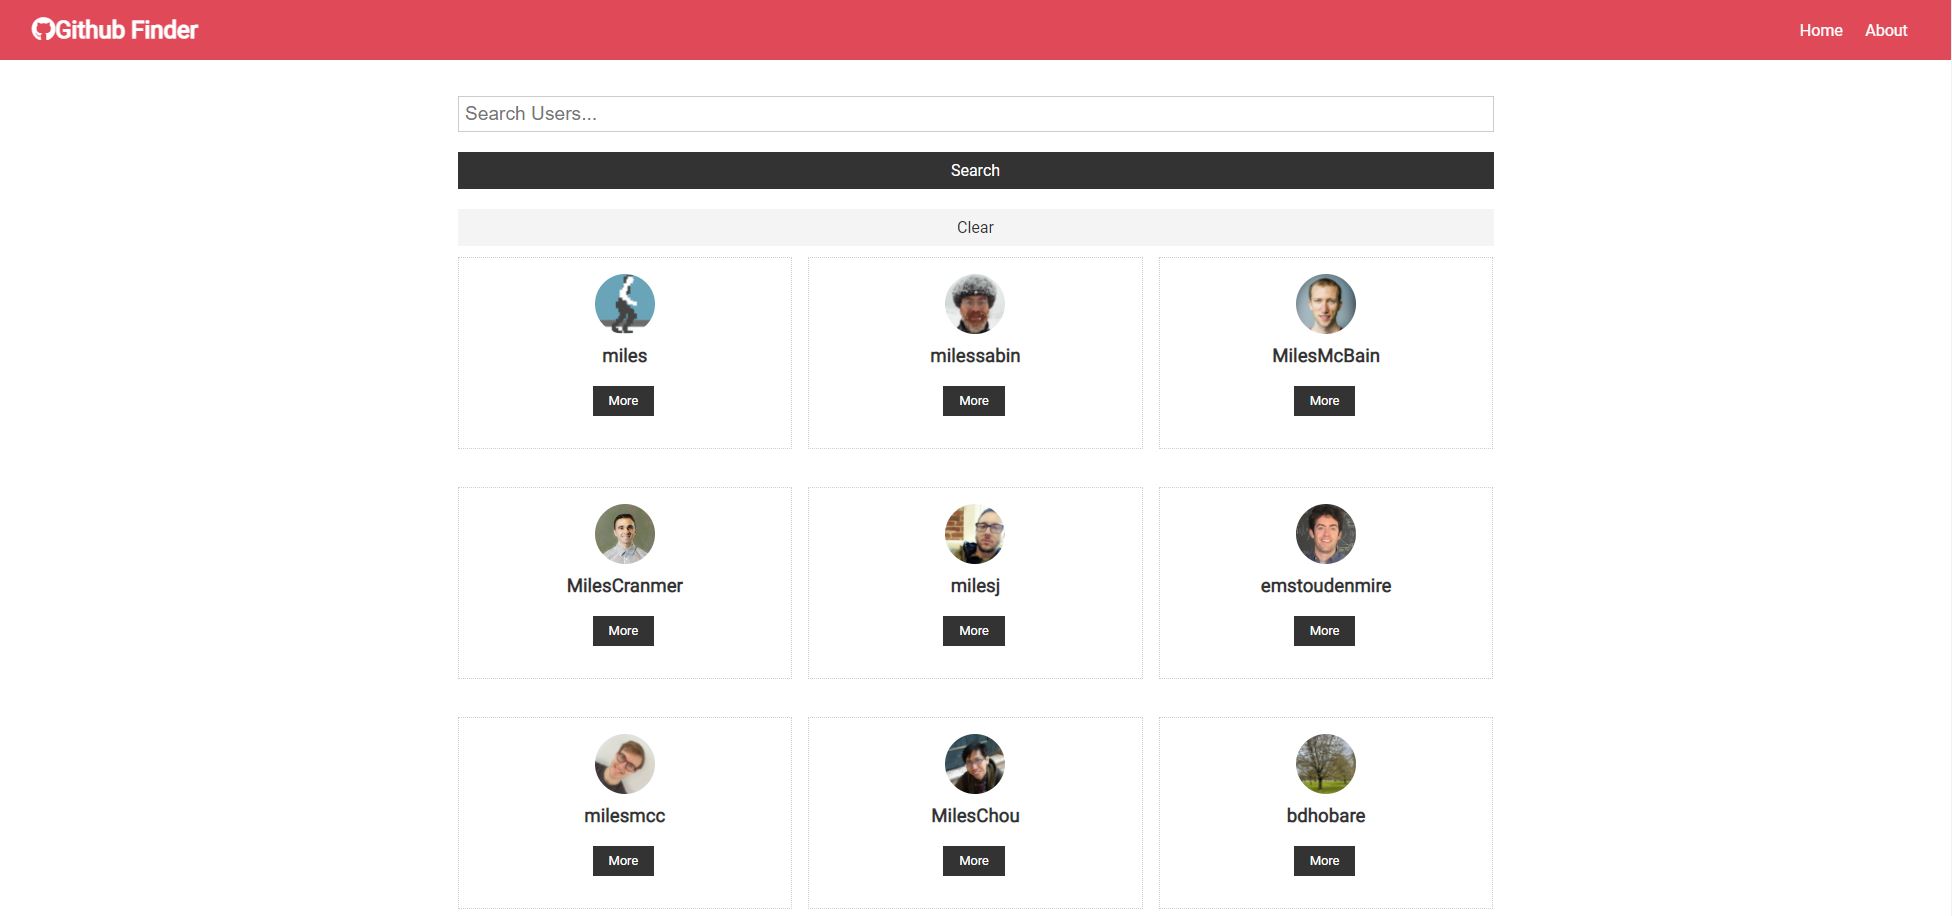 Github Finder
Home About
Search Users...
Search
Clear
miles
More
milessabin
More
MilesMcBain
More
MilesCranmer
More
milesj
More
emstoudenmire
More
milesmcc
More
MilesChou
More
bdhobare
More